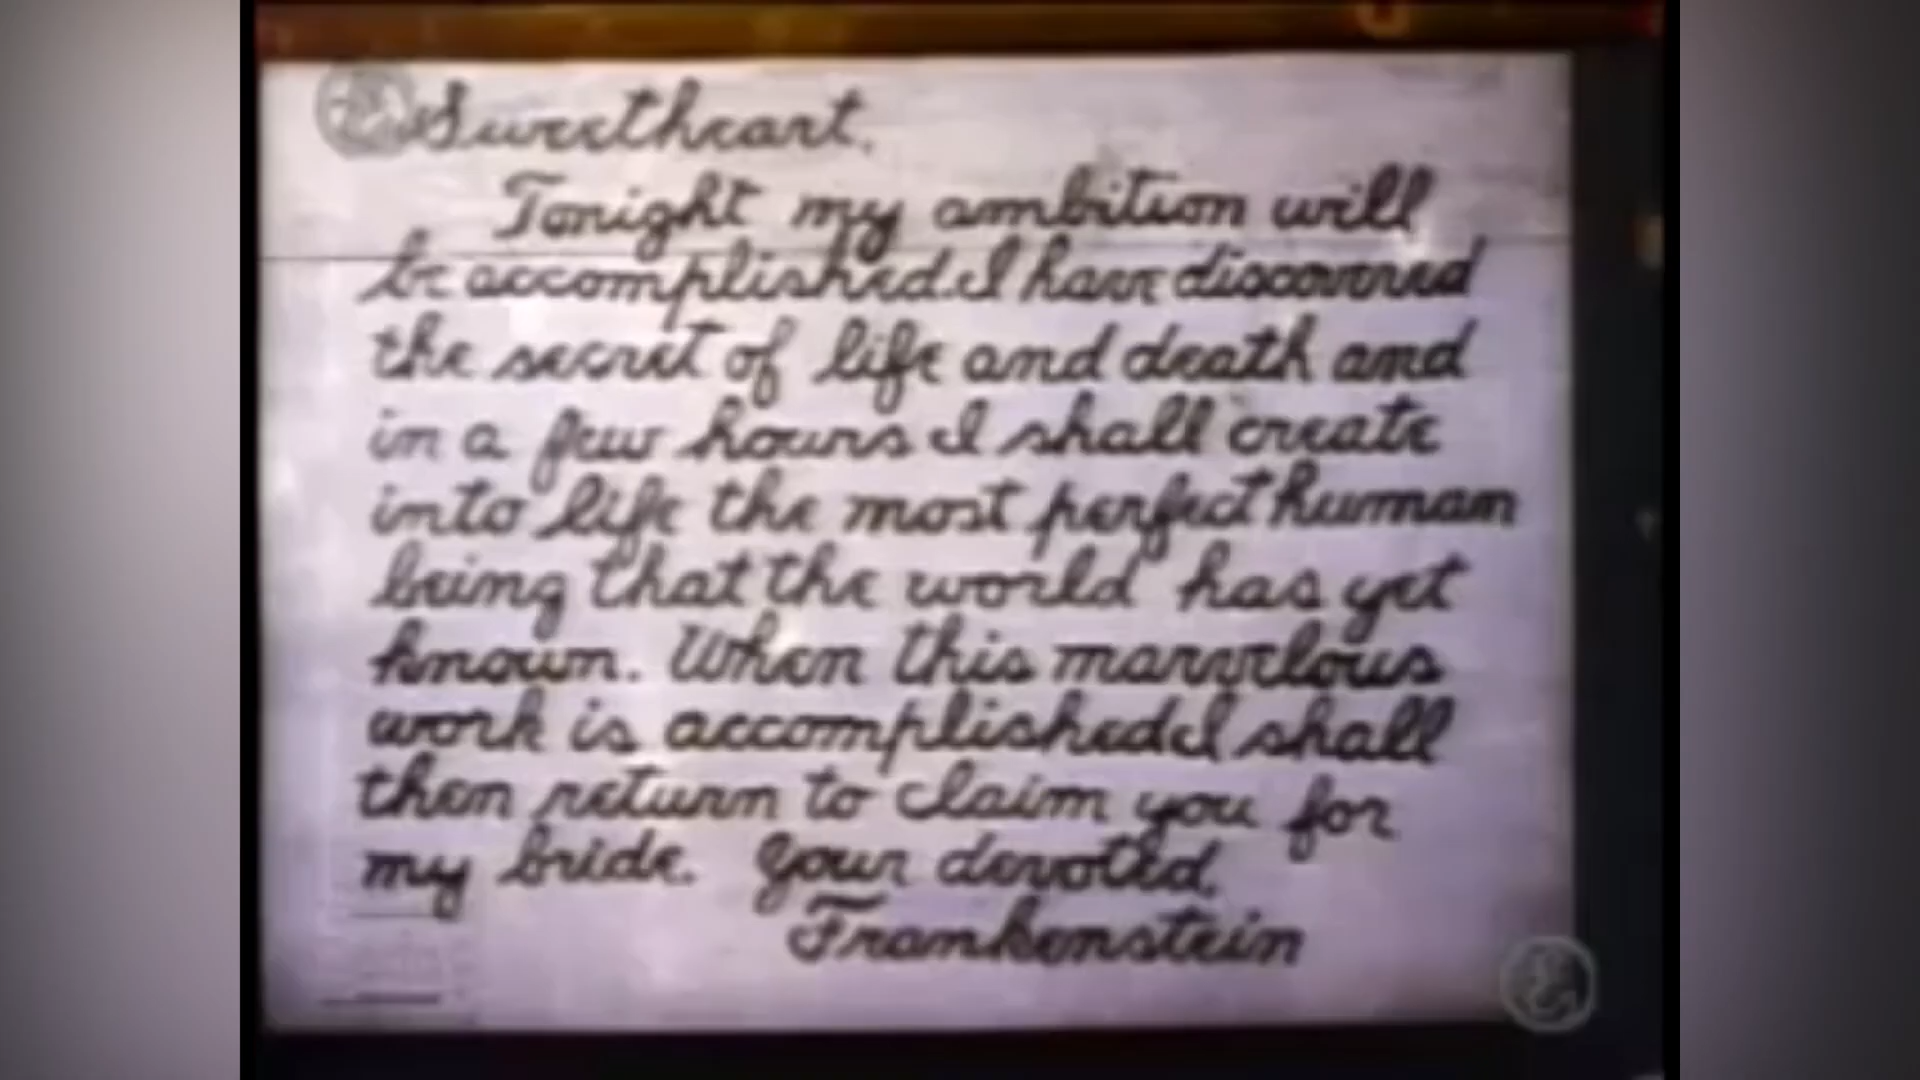 Sweetheart.
Tonight my ambition will
be accomplished. I have discovered
the secret of life and death and
in a few hours I shall create
into life the most perfect human
being that the world has yet
known. When this marvelous
work is accomplished I shall
then return to claim you for
my bride. Your devoted,
Frankenstein